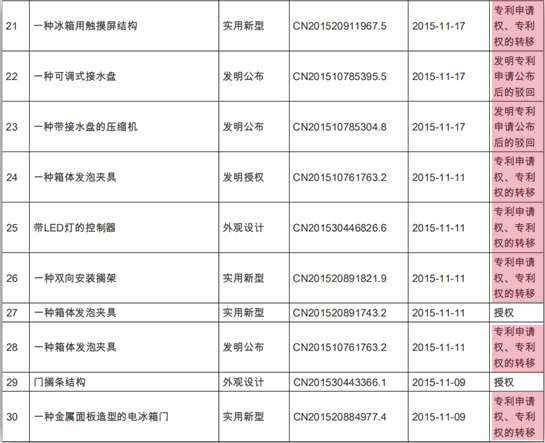 21 一种冰箱用触摸屏结构 实用新型 CN201520911967.5 2015-11-17 专利申请
权、专利
权的转移
22 一种可调式接水盘 发明公布 CN201510785395.5 2015-11-17 发明专利
申请公布
后的驳回
23 一种带接水盘的压缩机 发明公布 CN201510785304.8 2015-11-17 发明专利
申请公布
后的驳回
24 一种箱体发泡夹具 发明授权 CN201510761763.2 2015-11-11 专利申请
权、专利
权的转移
25 带LED灯的控制器 外观设计 CN201530446826.6 2015-11-11 专利申请
权、专利
权的转移
26 一种双向安装搁架 实用新型 CN201520891821.9 2015-11-11 专利申请
权、专利
权的转移
27 一种箱体发泡夹具 实用新型 CN201520891743.2 2015-11-11 授权
28 一种箱体发泡夹具 发明公布 CN201510761763.2 2015-11-11 专利申请
权、专利
权的转移
29 门搁条结构 外观设计 CN201530443366.1 2015-11-09 授权
30 一种金属面板造型的电冰箱门 实用新型 CN201520884977.4 2015-11-09 专利申请
权、专利
权的转移